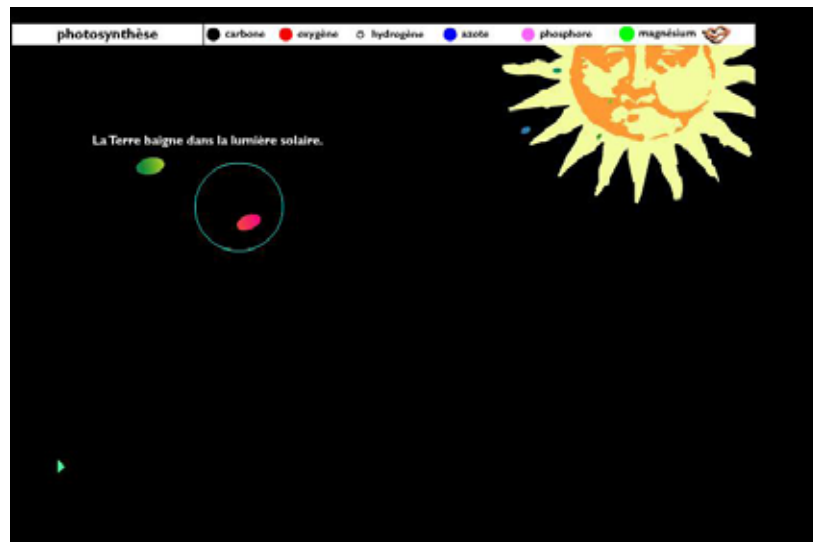 photosynthèse carbone oxygène hydrogène azote phosphore magnésium
La Terre baigne dans la lumière solaire.